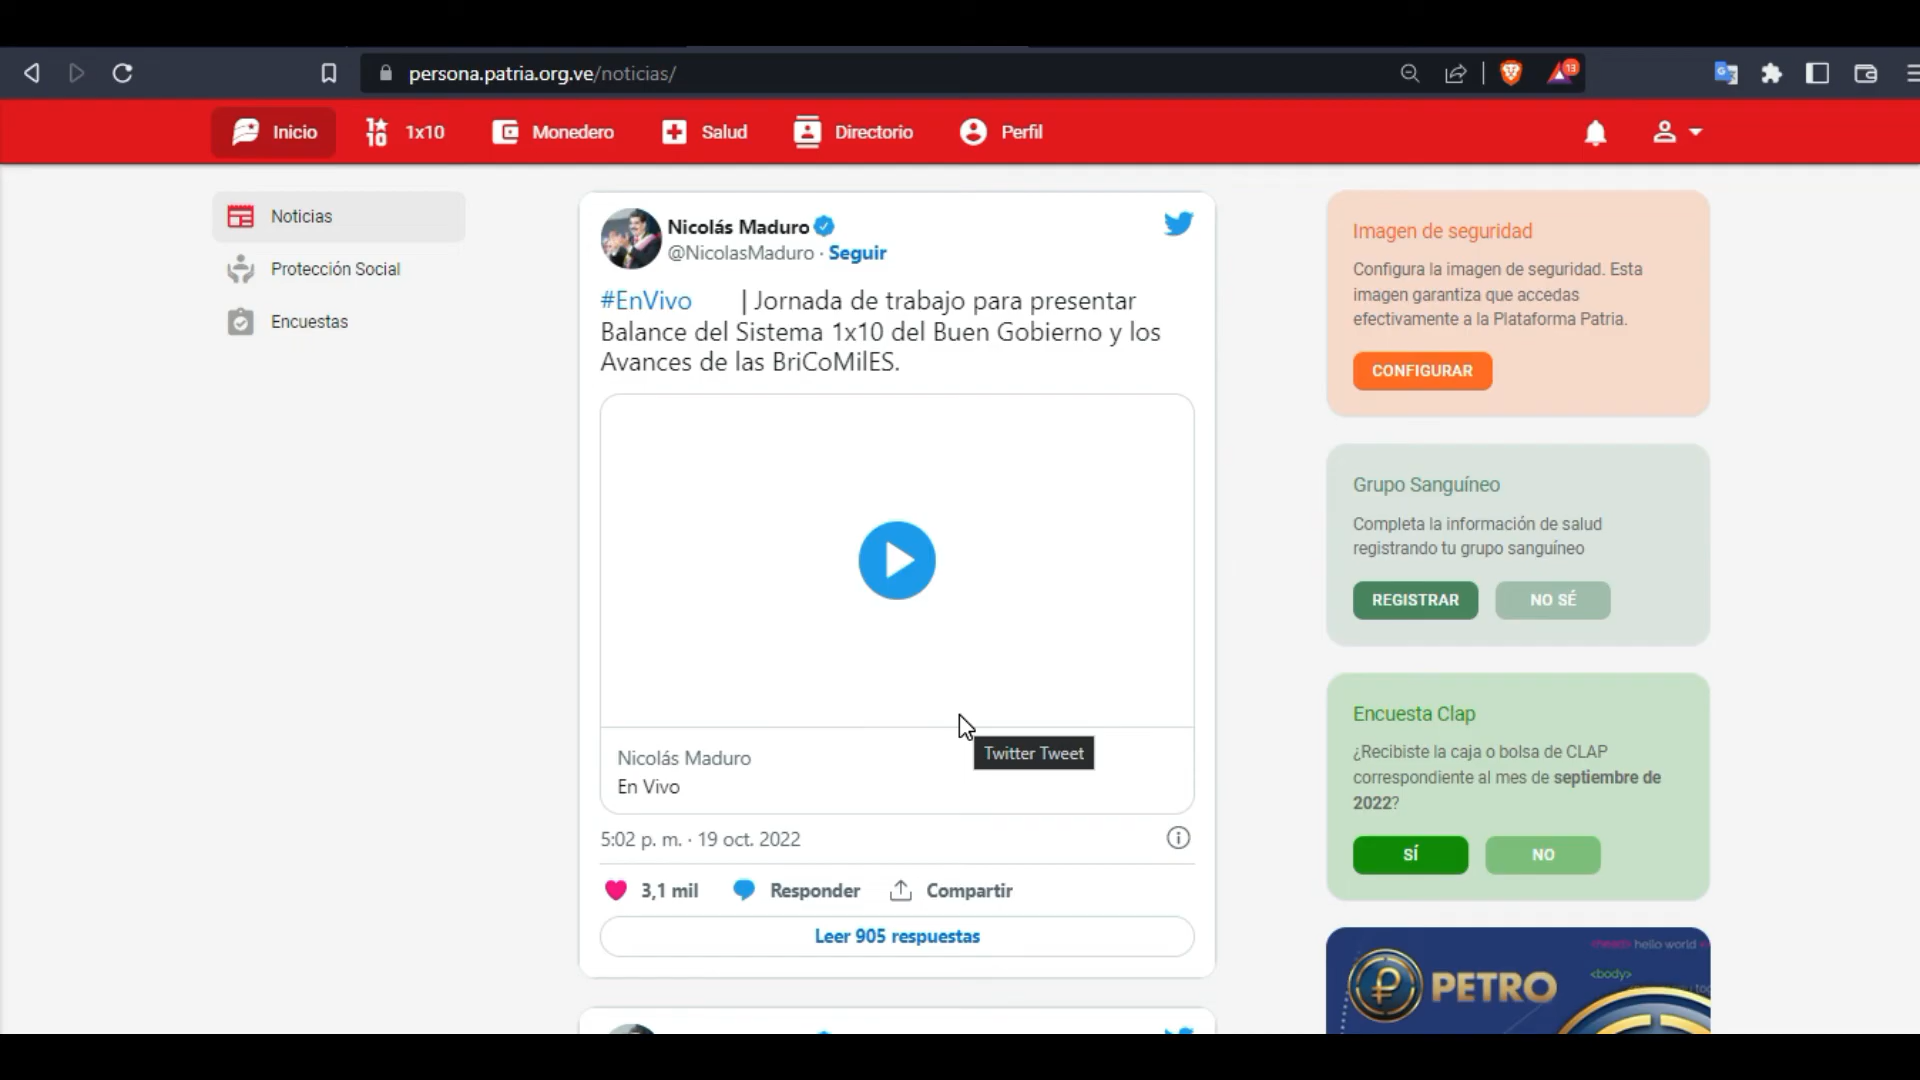 persona.patria.org.ve/noticias/
13
Inicio
1x10
Monedero
Salud
Directorio
Perfil
Noticias
Protección Social
Encuestas
Nicolás Maduro
@NicolasMaduro · Seguir
#EnVivo | Jornada de trabajo para presentar
Balance del Sistema 1x10 del Buen Gobierno y los
Avances de las BriCoMilES.
Twitter Tweet
Nicolás Maduro
En Vivo
5:02 p. m. · 19 oct. 2022
3,1 mil
Responder
Compartir
Leer 905 respuestas
Imagen de seguridad
Configura la imagen de seguridad. Esta
imagen garantiza que accedas
efectivamente a la Plataforma Patria.
CONFIGURAR
Grupo Sanguíneo
Completa la información de salud
registrando tu grupo sanguíneo
REGISTRAR
NO SÉ
Encuesta Clap
¿Recibiste la caja o bolsa de CLAP
correspondiente al mes de septiembre de
2022?
SÍ
NO
hello world
<body>
PETRO